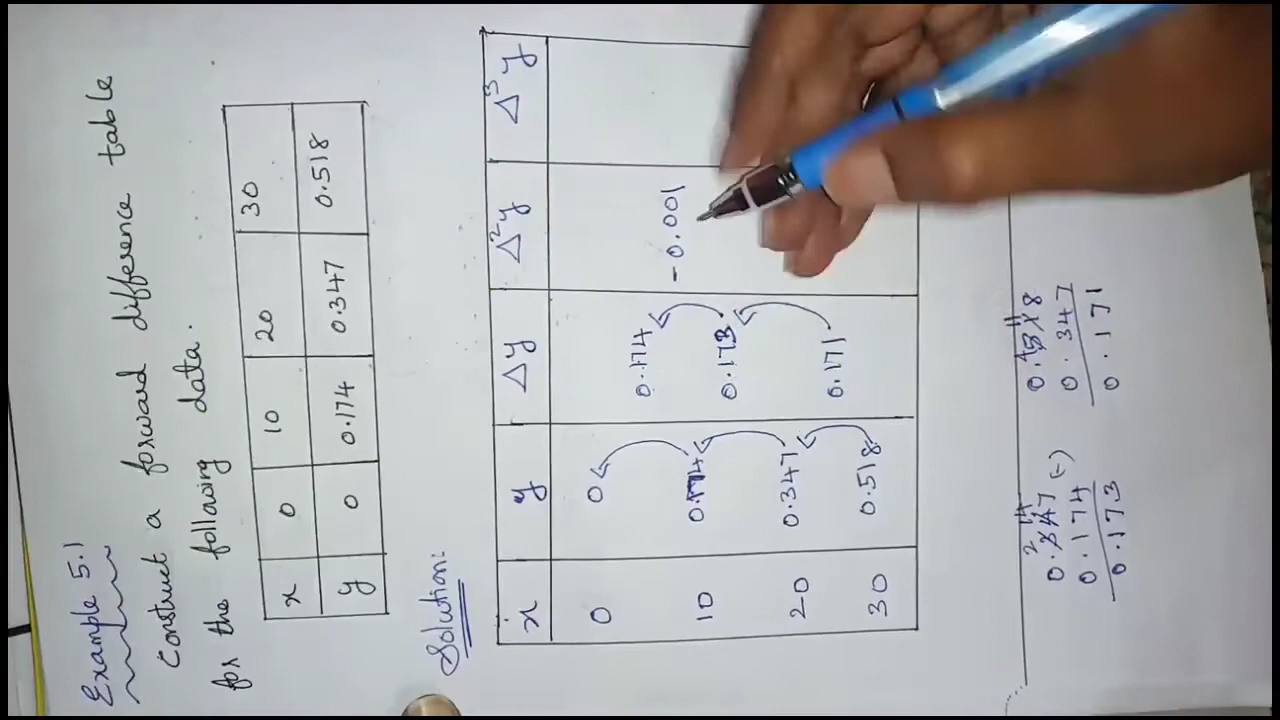 Example 5.1
Construct a forward difference table
for the following data.
x 0 10 20 30
y 0 0.174 0.347 0.518
Solution:
x y Δy Δ²y Δ³y
0 0
0.174 -0.001
10 0.174
0.173
20 0.347
0.171
30 0.518
0.347 (-)
0.174
0.173
0.518
0.347
0.171